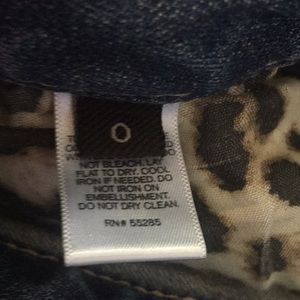 0
NOT BLEACH. LAY
FLAT TO DRY. COOL
IRON IF NEEDED. DO
NOT IRON ON
EMBELLISHMENT.
DO NOT DRY CLEAN.
RN# 55285